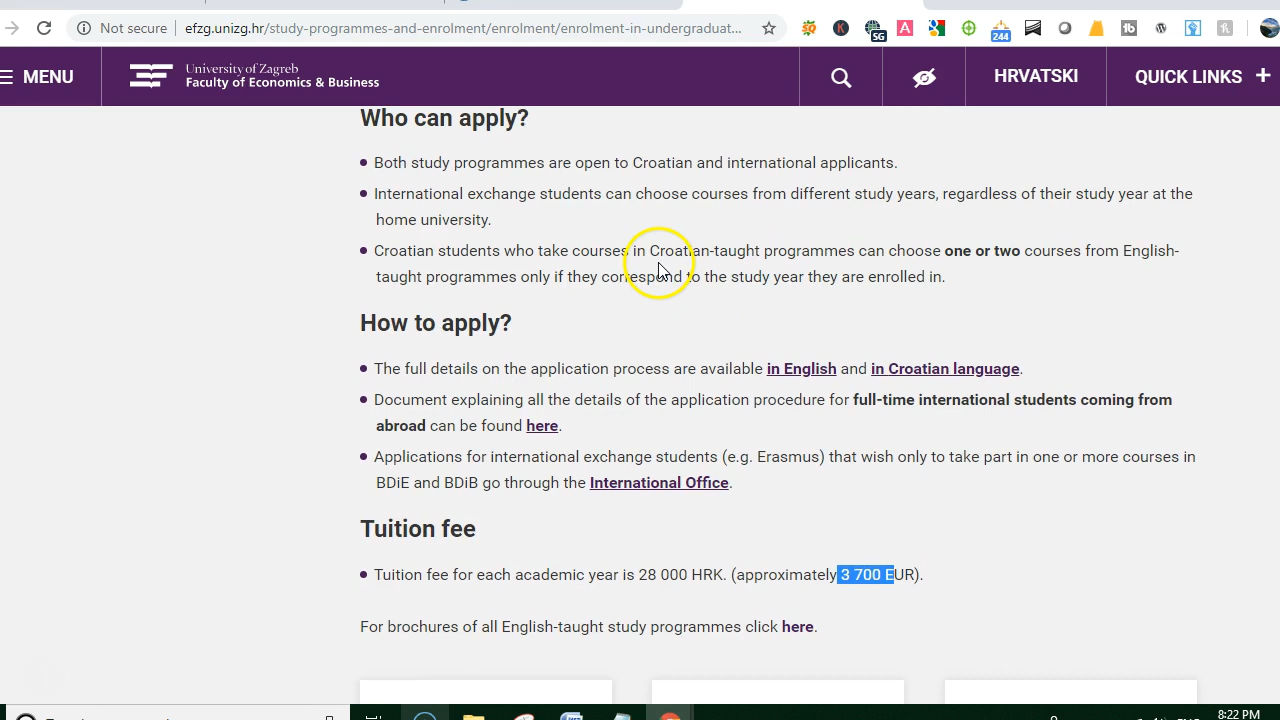 Not secure
efzg.unizg.hr/study-programmes-and-enrolment/enrolment/enrolment-in-undergraduat...
SG
244
MENU
University of Zagreb
Faculty of Economics & Business
HRVATSKI
QUICK LINKS +
Who can apply?
Both study programmes are open to Croatian and international applicants.
International exchange students can choose courses from different study years, regardless of their study year at the
home university.
Croatian students who take courses in Croatian-taught programmes can choose one or two courses from English-
taught programmes only if they correspond to the study year they are enrolled in.
How to apply?
The full details on the application process are available in English and in Croatian language.
Document explaining all the details of the application procedure for full-time international students coming from
abroad can be found here.
Applications for international exchange students (e.g. Erasmus) that wish only to take part in one or more courses in
BDiE and BDiB go through the International Office.
Tuition fee
Tuition fee for each academic year is 28 000 HRK. (approximately 3 700 EUR).
For brochures of all English-taught study programmes click here.
8:22 PM